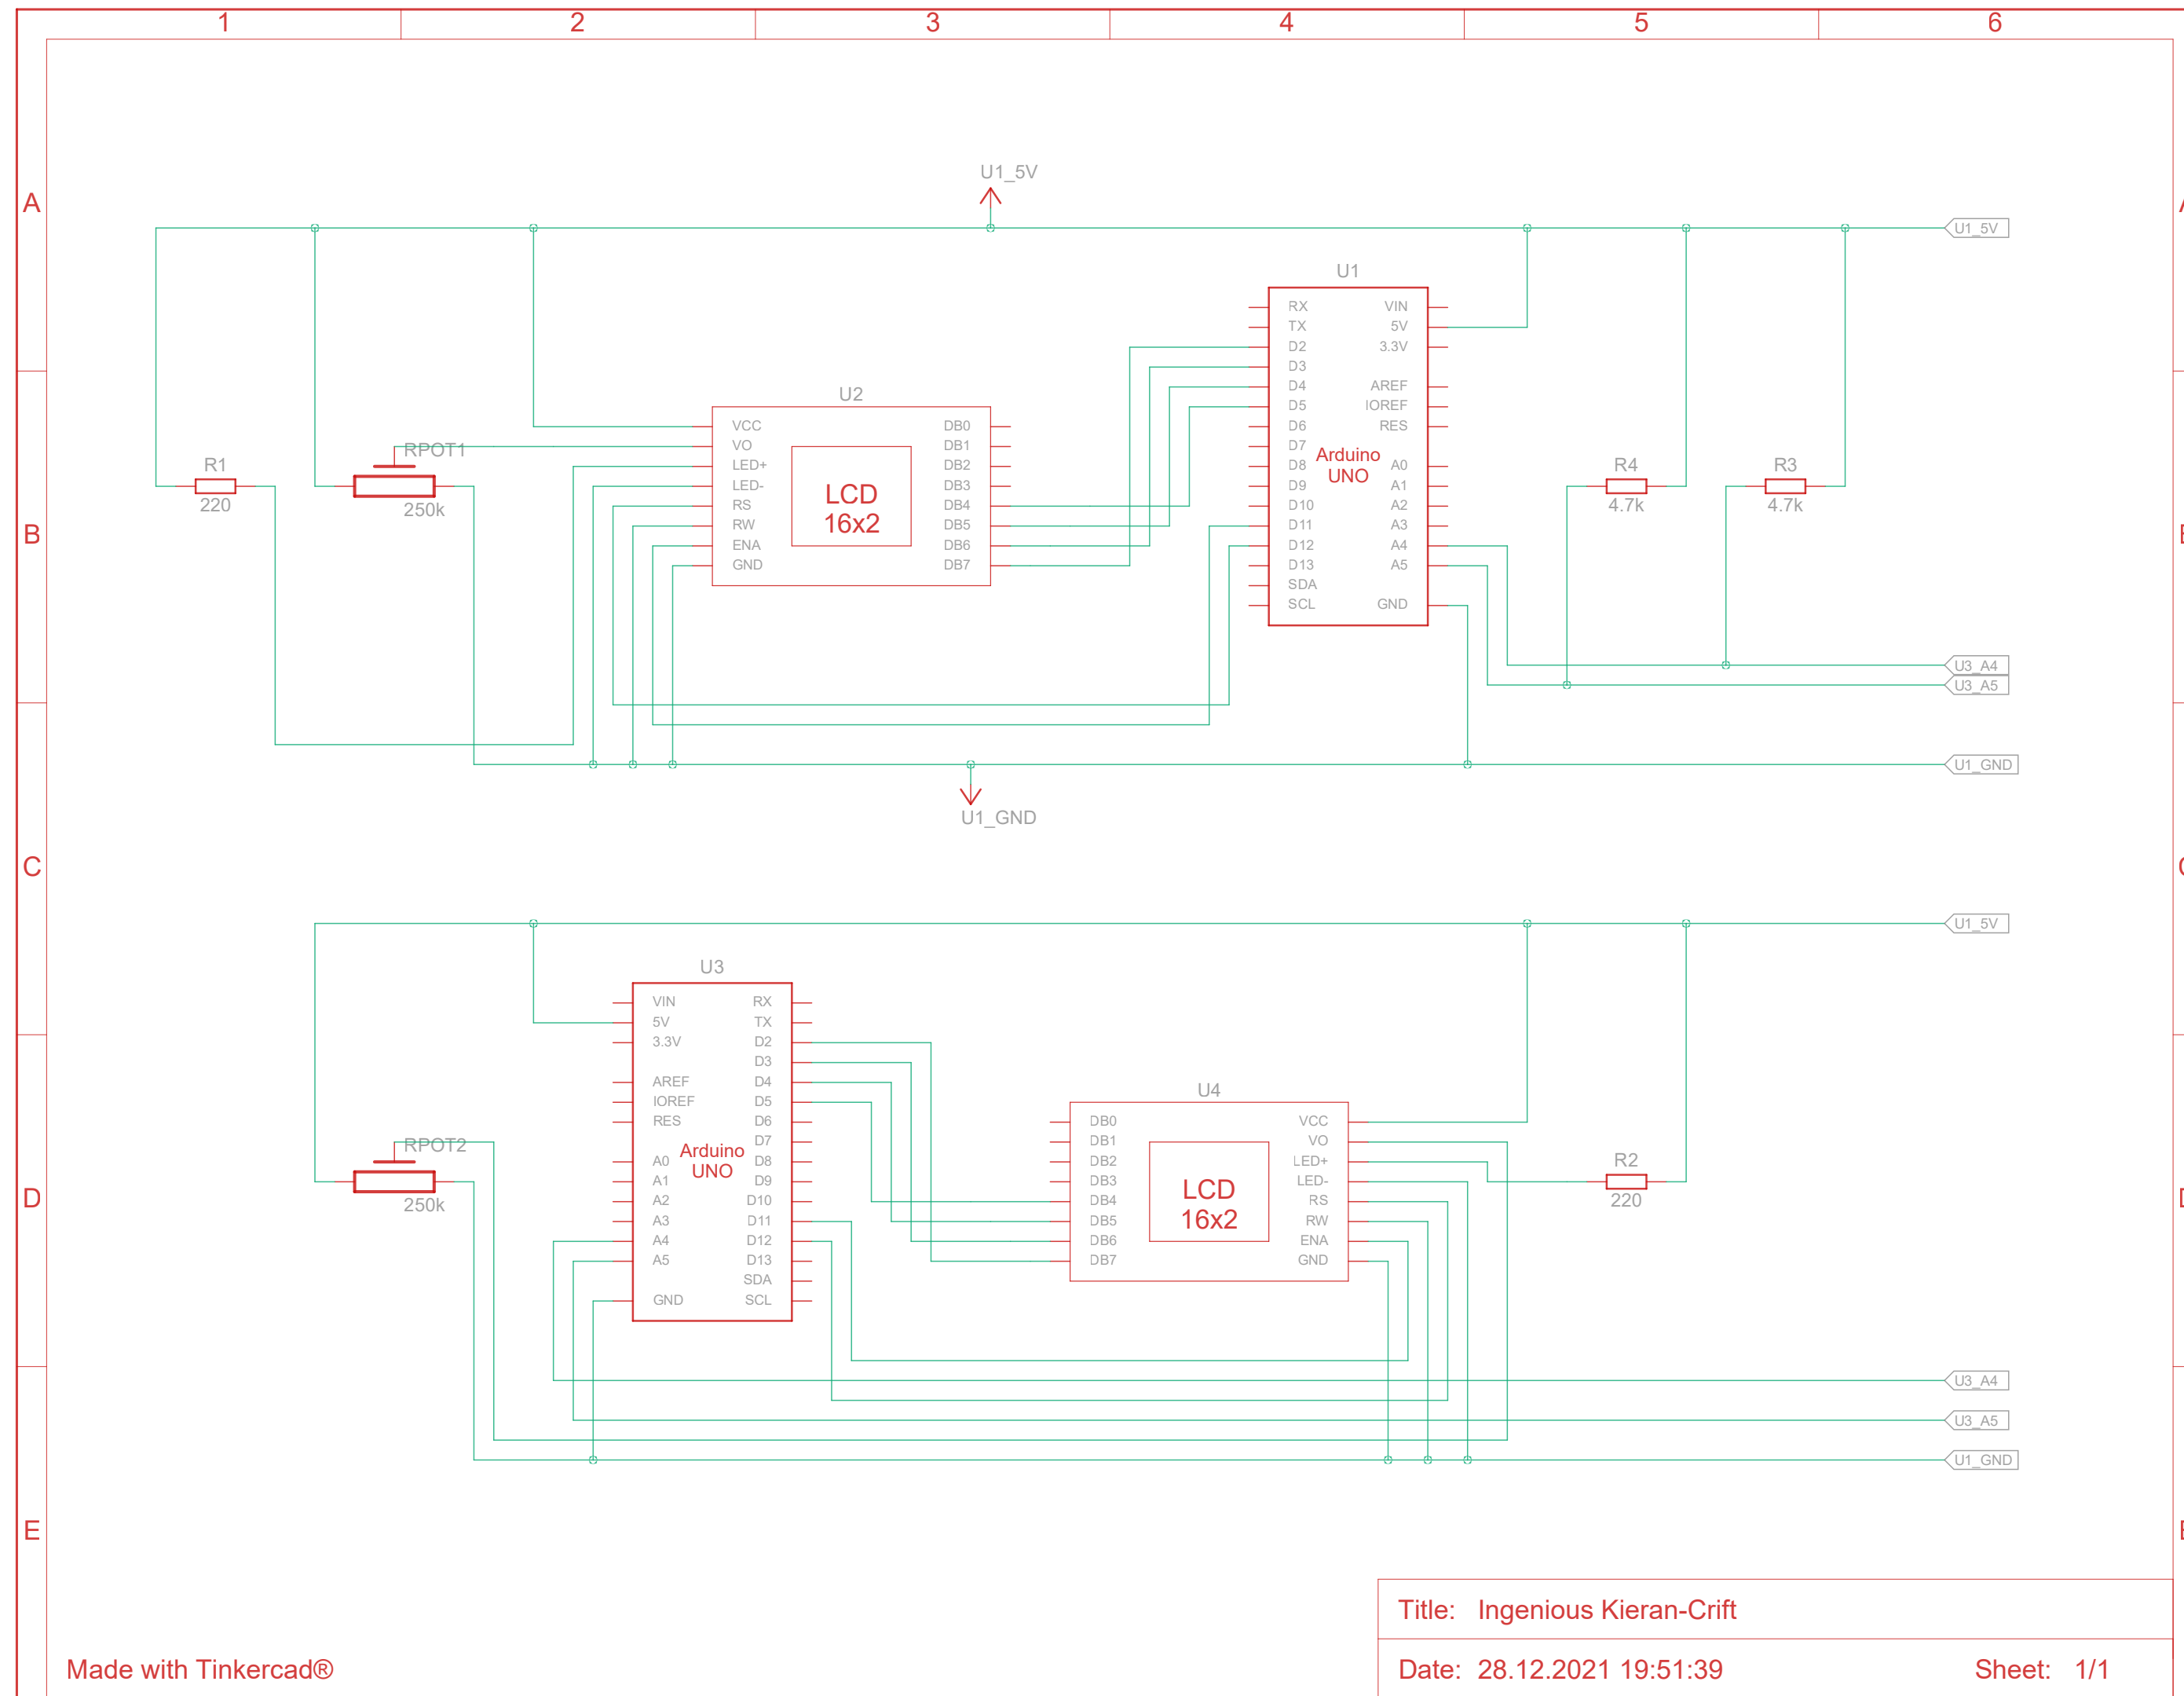 1 2 3 4 5 6
U1_5V
A
U1_5V
U1
RX VIN
TX 5V
D2 3.3V
D3
D4 AREF
D5 IOREF
D6 RES
D7
D8 A0
D9 A1
D10 A2
D11 A3
D12 A4
D13 A5
SDA
SCL GND
Arduino
UNO
U2
VCC DB0
VO DB1
LED+ DB2
LED- DB3
RS DB4
RW DB5
ENA DB6
GND DB7
LCD
16x2
R1
220
RPOT1
250k
R4
4.7k
R3
4.7k
B
U3_A4
U3_A5
U1_GND
U1_GND
C
U1_5V
U3
VIN RX
5V TX
3.3V D2
D3
AREF D4
IOREF D5
RES D6
D7
A0 D8
A1 D9
A2 D10
A3 D11
A4 D12
A5 D13
SDA
GND SCL
Arduino
UNO
U4
DB0 VCC
DB1 VO
DB2 LED+
DB3 LED-
DB4 RS
DB5 RW
DB6 ENA
DB7 GND
LCD
16x2
RPOT2
250k
R2
220
D
U3_A4
U3_A5
U1_GND
E
Title: Ingenious Kieran-Crift
Made with Tinkercad®
Date: 28.12.2021 19:51:39 Sheet: 1/1